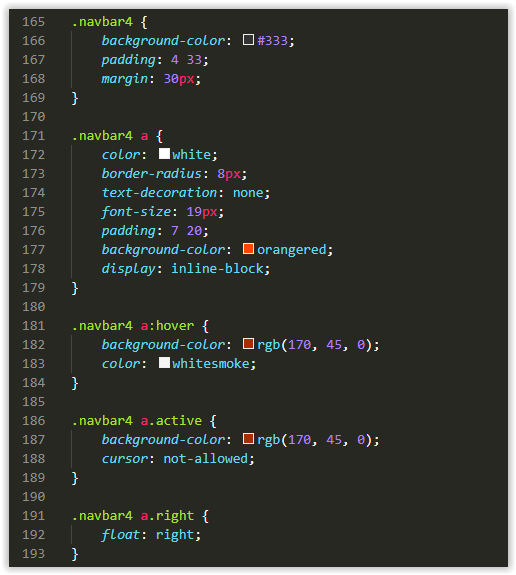 165 .navbar4 {
166     background-color: #333;
167     padding: 4 33;
168     margin: 30px;
169 }
170
171 .navbar4 a {
172     color: white;
173     border-radius: 8px;
174     text-decoration: none;
175     font-size: 19px;
176     padding: 7 20;
177     background-color: orangered;
178     display: inline-block;
179 }
180
181 .navbar4 a:hover {
182     background-color: rgb(170, 45, 0);
183     color: whitesmoke;
184 }
185
186 .navbar4 a.active {
187     background-color: rgb(170, 45, 0);
188     cursor: not-allowed;
189 }
190
191 .navbar4 a.right {
192     float: right;
193 }